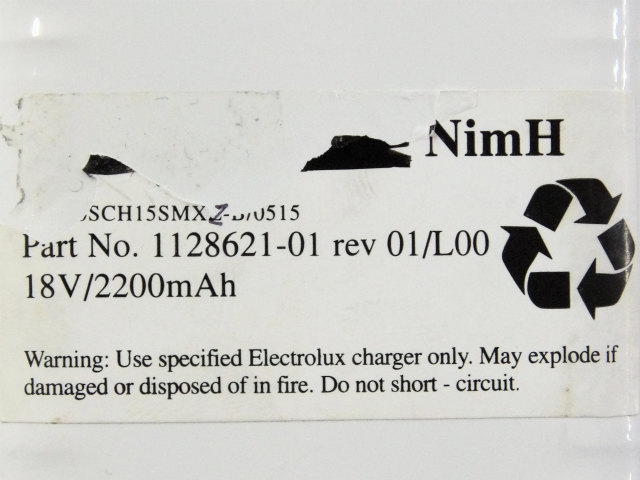 NimH
Part No. 1128621-01 rev 01/L00
18V/2200mAh
Warning: Use specified Electrolux charger only. May explode if
damaged or disposed of in fire. Do not short - circuit.